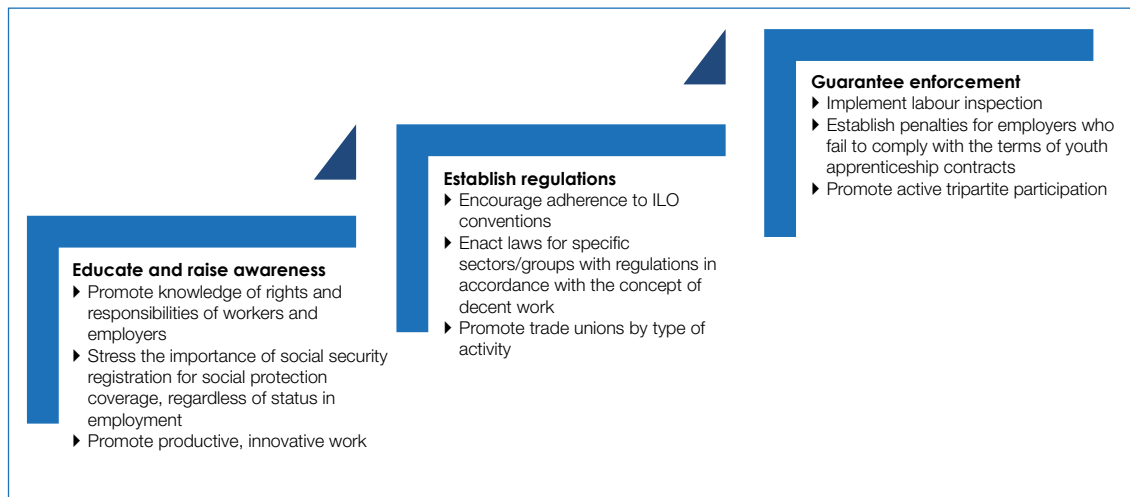 Educate and raise awareness
Promote knowledge of rights and
responsibilities of workers and
employers
Stress the importance of social security
registration for social protection
coverage, regardless of status in
employment
Promote productive, innovative work
Establish regulations
Encourage adherence to ILO
conventions
Enact laws for specific
sectors/groups with regulations in
accordance with the concept of
decent work
Promote trade unions by type of
activity
Guarantee enforcement
Implement labour inspection
Establish penalties for employers who
fail to comply with the terms of youth
apprenticeship contracts
Promote active tripartite participation